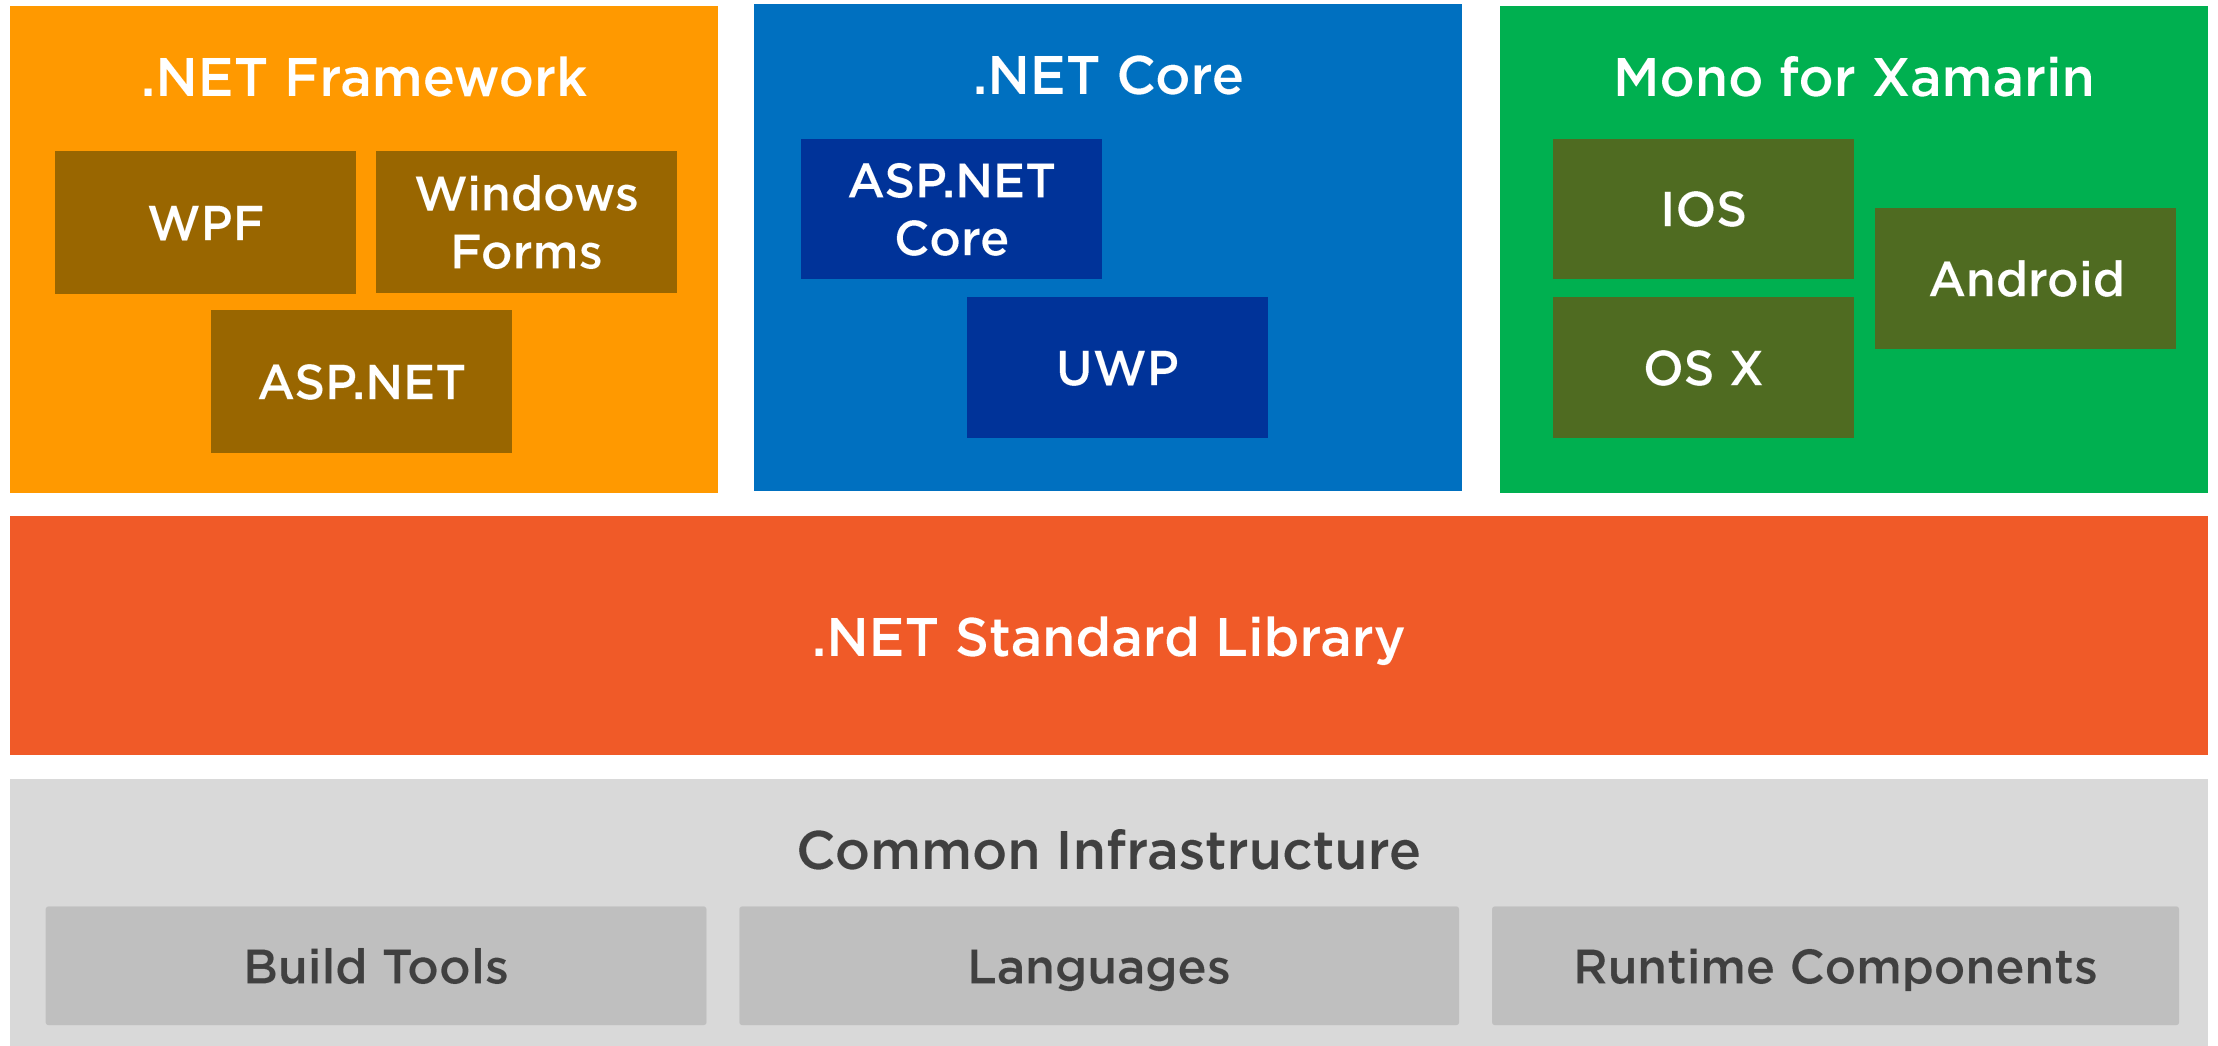 .NET Framework
WPF
Windows
Forms
ASP.NET
.NET Core
ASP.NET
Core
UWP
Mono for Xamarin
IOS
Android
OS X
.NET Standard Library
Common Infrastructure
Build Tools
Languages
Runtime Components